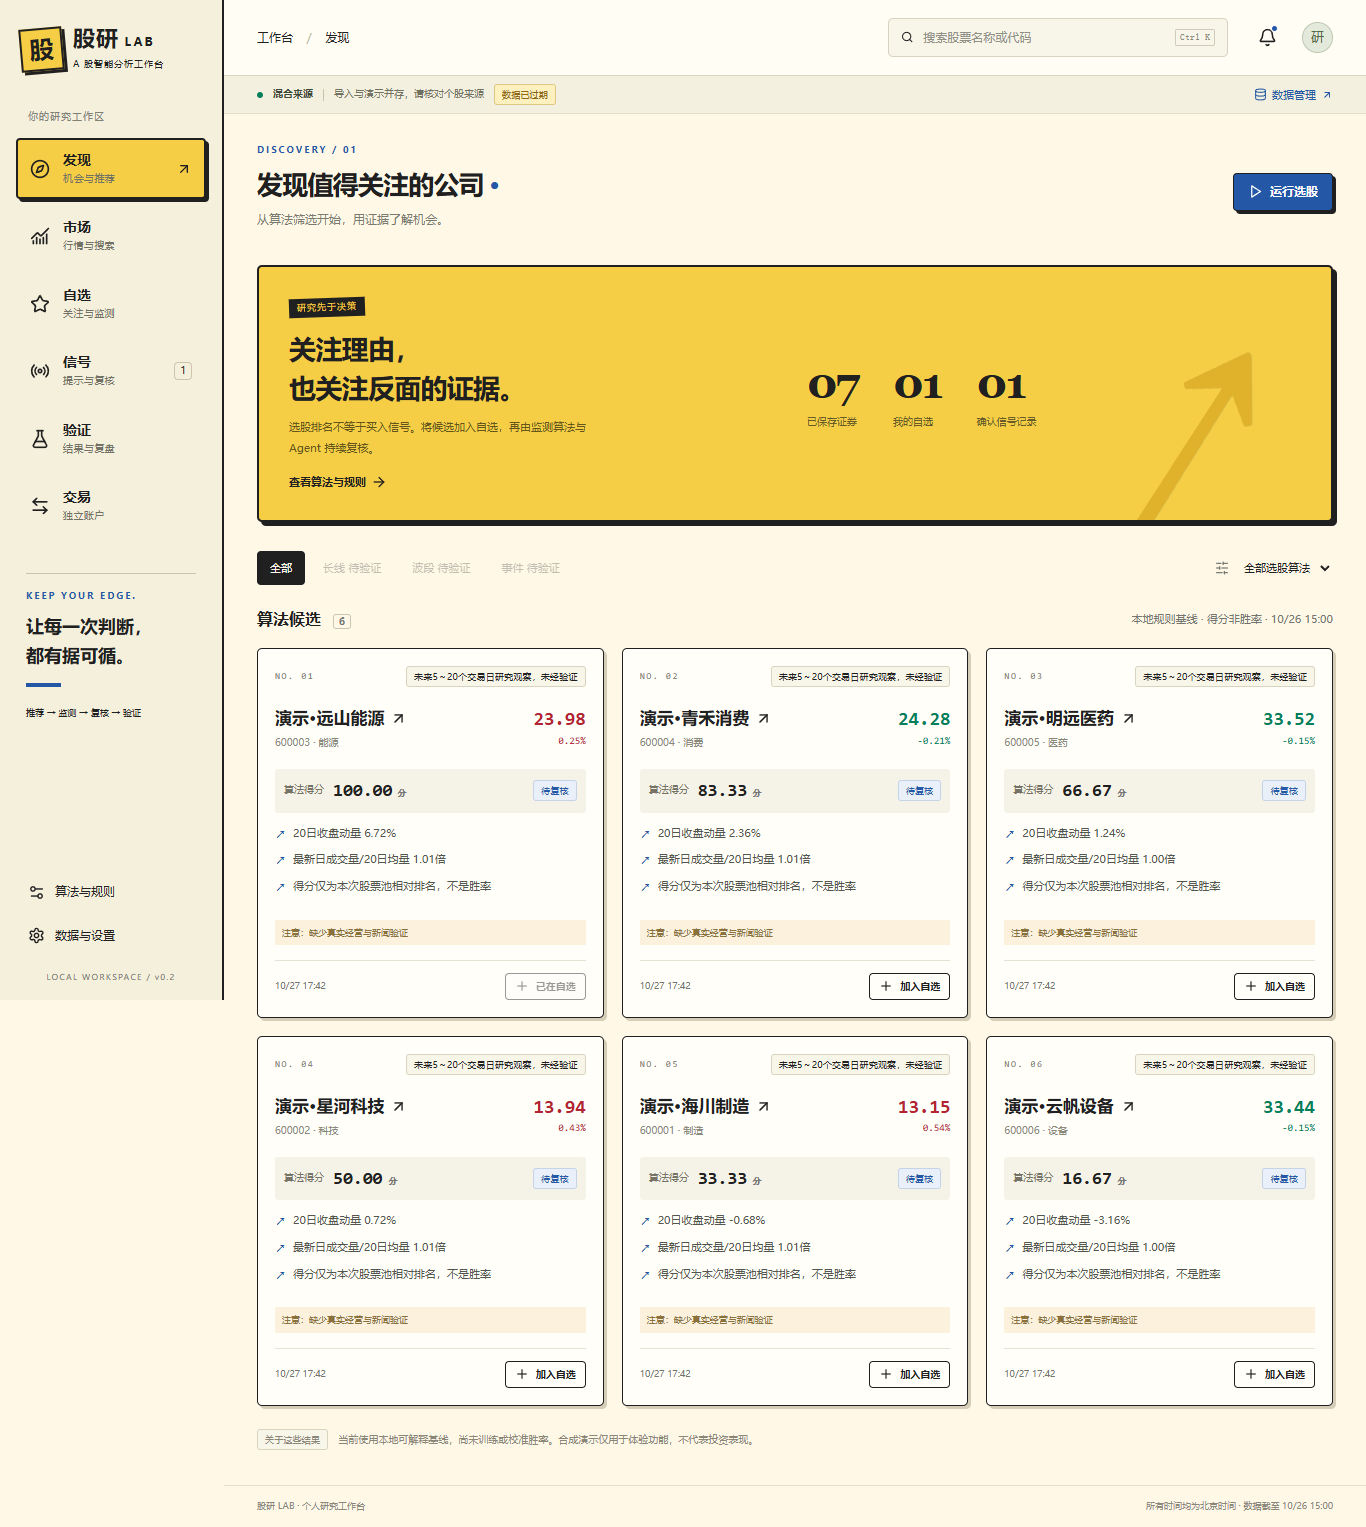 股
股研 LAB
A 股智能分析工作台
你的研究工作区
发现
机会与推荐
市场
行情与搜索
自选
关注与监测
信号
提示与复核
1
验证
结果与复盘
交易
独立账户
KEEP YOUR EDGE.
让每一次判断，
都有据可循。
推荐 → 监测 → 复核 → 验证
算法与规则
数据与设置
LOCAL WORKSPACE / v0.2
工作台 / 发现
搜索股票名称或代码
Ctrl K
研
混合来源
导入与演示并存，请核对个股来源
数据已过期
数据管理
DISCOVERY / 01
发现值得关注的公司
从算法筛选开始，用证据了解机会。
运行选股
研究先于决策
关注理由，
也关注反面的证据。
选股排名不等于买入信号。将候选加入自选，再由监测算法与
Agent 持续复核。
查看算法与规则 →
07
已保存证券
01
我的自选
01
确认信号记录
全部
长线 待验证
波段 待验证
事件 待验证
全部选股算法
算法候选 6
本地规则基线 · 得分非胜率 · 10/26 15:00
NO. 01
未来5～20个交易日研究观察，未经验证
演示·远山能源
23.98
600003 · 能源
0.25%
算法得分 100.00 分
待复核
20日收盘动量 6.72%
最新日成交量/20日均量 1.01倍
得分仅为本次股票池相对排名，不是胜率
注意：缺少真实经营与新闻验证
10/27 17:42
已在自选
NO. 02
未来5～20个交易日研究观察，未经验证
演示·青禾消费
24.28
600004 · 消费
-0.21%
算法得分 83.33 分
待复核
20日收盘动量 2.36%
最新日成交量/20日均量 1.01倍
得分仅为本次股票池相对排名，不是胜率
注意：缺少真实经营与新闻验证
10/27 17:42
加入自选
NO. 03
未来5～20个交易日研究观察，未经验证
演示·明远医药
33.52
600005 · 医药
-0.15%
算法得分 66.67 分
待复核
20日收盘动量 1.24%
最新日成交量/20日均量 1.00倍
得分仅为本次股票池相对排名，不是胜率
注意：缺少真实经营与新闻验证
10/27 17:42
加入自选
NO. 04
未来5～20个交易日研究观察，未经验证
演示·星河科技
13.94
600002 · 科技
0.43%
算法得分 50.00 分
待复核
20日收盘动量 0.72%
最新日成交量/20日均量 1.01倍
得分仅为本次股票池相对排名，不是胜率
注意：缺少真实经营与新闻验证
10/27 17:42
加入自选
NO. 05
未来5～20个交易日研究观察，未经验证
演示·海川制造
13.15
600001 · 制造
0.54%
算法得分 33.33 分
待复核
20日收盘动量 -0.68%
最新日成交量/20日均量 1.01倍
得分仅为本次股票池相对排名，不是胜率
注意：缺少真实经营与新闻验证
10/27 17:42
加入自选
NO. 06
未来5～20个交易日研究观察，未经验证
演示·云帆设备
33.44
600006 · 设备
-0.15%
算法得分 16.67 分
待复核
20日收盘动量 -3.16%
最新日成交量/20日均量 1.00倍
得分仅为本次股票池相对排名，不是胜率
注意：缺少真实经营与新闻验证
10/27 17:42
加入自选
关于这些结果
当前使用本地可解释基线，尚未训练或校准胜率。合成演示仅用于体验功能，不代表投资表现。
股研 LAB · 个人研究工作台
所有时间均为北京时间 · 数据截至 10/26 15:00